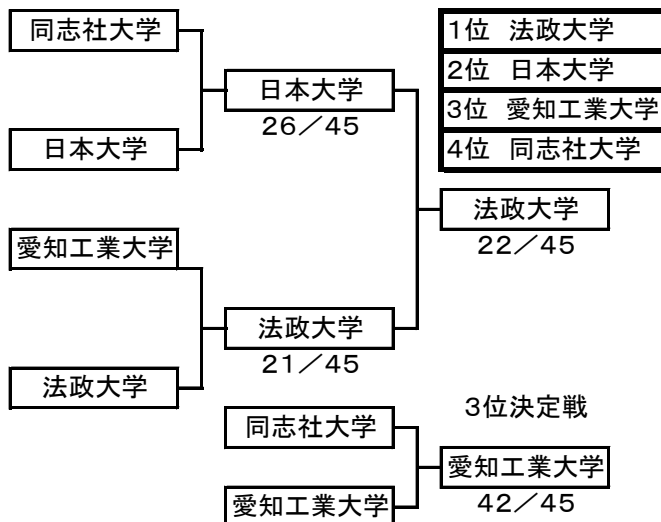 同志社大学
日本大学
26／45
日本大学
愛知工業大学
法政大学
21／45
法政大学
法政大学
22／45
1位 法政大学
2位 日本大学
3位 愛知工業大学
4位 同志社大学
3位決定戦
同志社大学
愛知工業大学
42／45
愛知工業大学